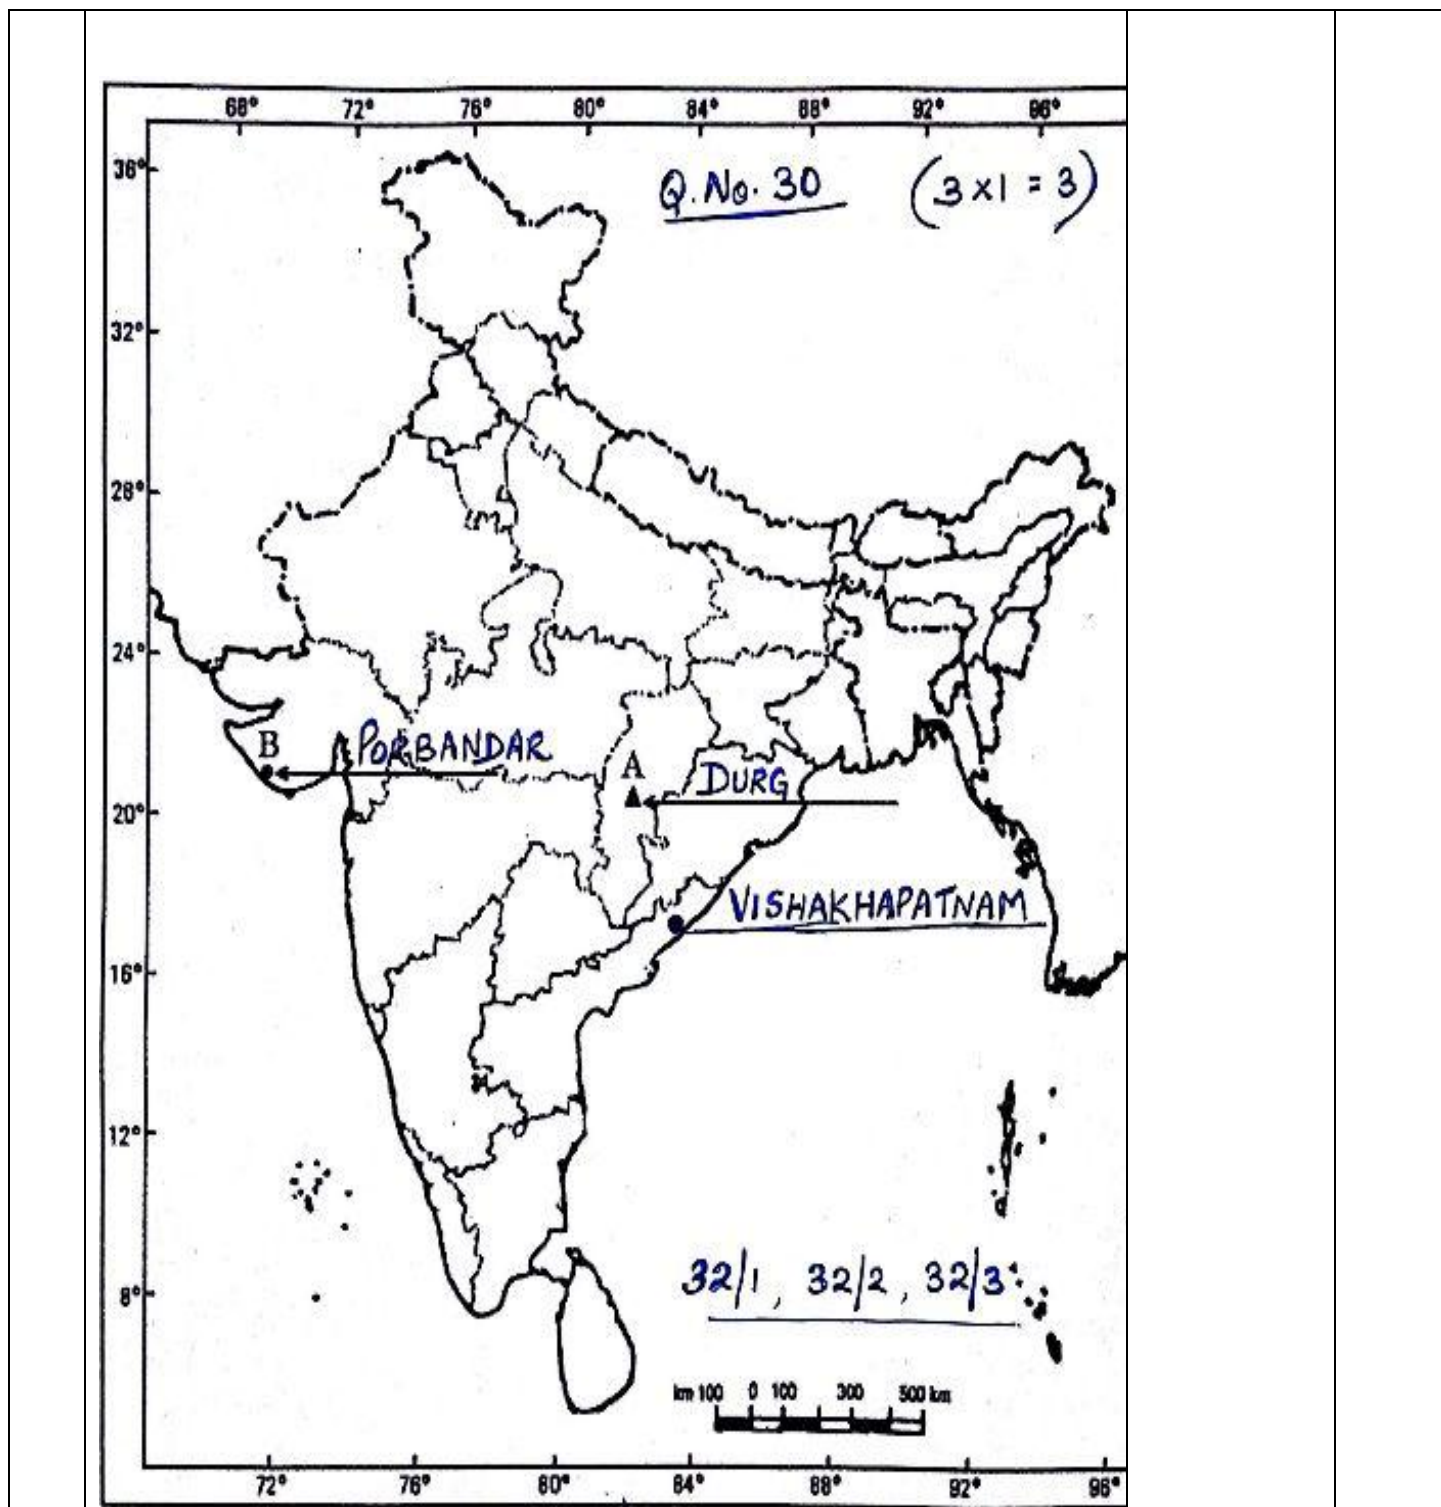 68° 72° 76° 80° 84° 88° 92° 96°
36°
Q.No. 30 (3×1 = 3)
32°
28°
24°
B PORBANDAR
A DURG
20°
VISHAKHAPATNAM
16°
12°
32/1, 32/2, 32/3
8°
km 100 0 100 300 500 km
72° 76° 80° 84° 88° 92° 96°